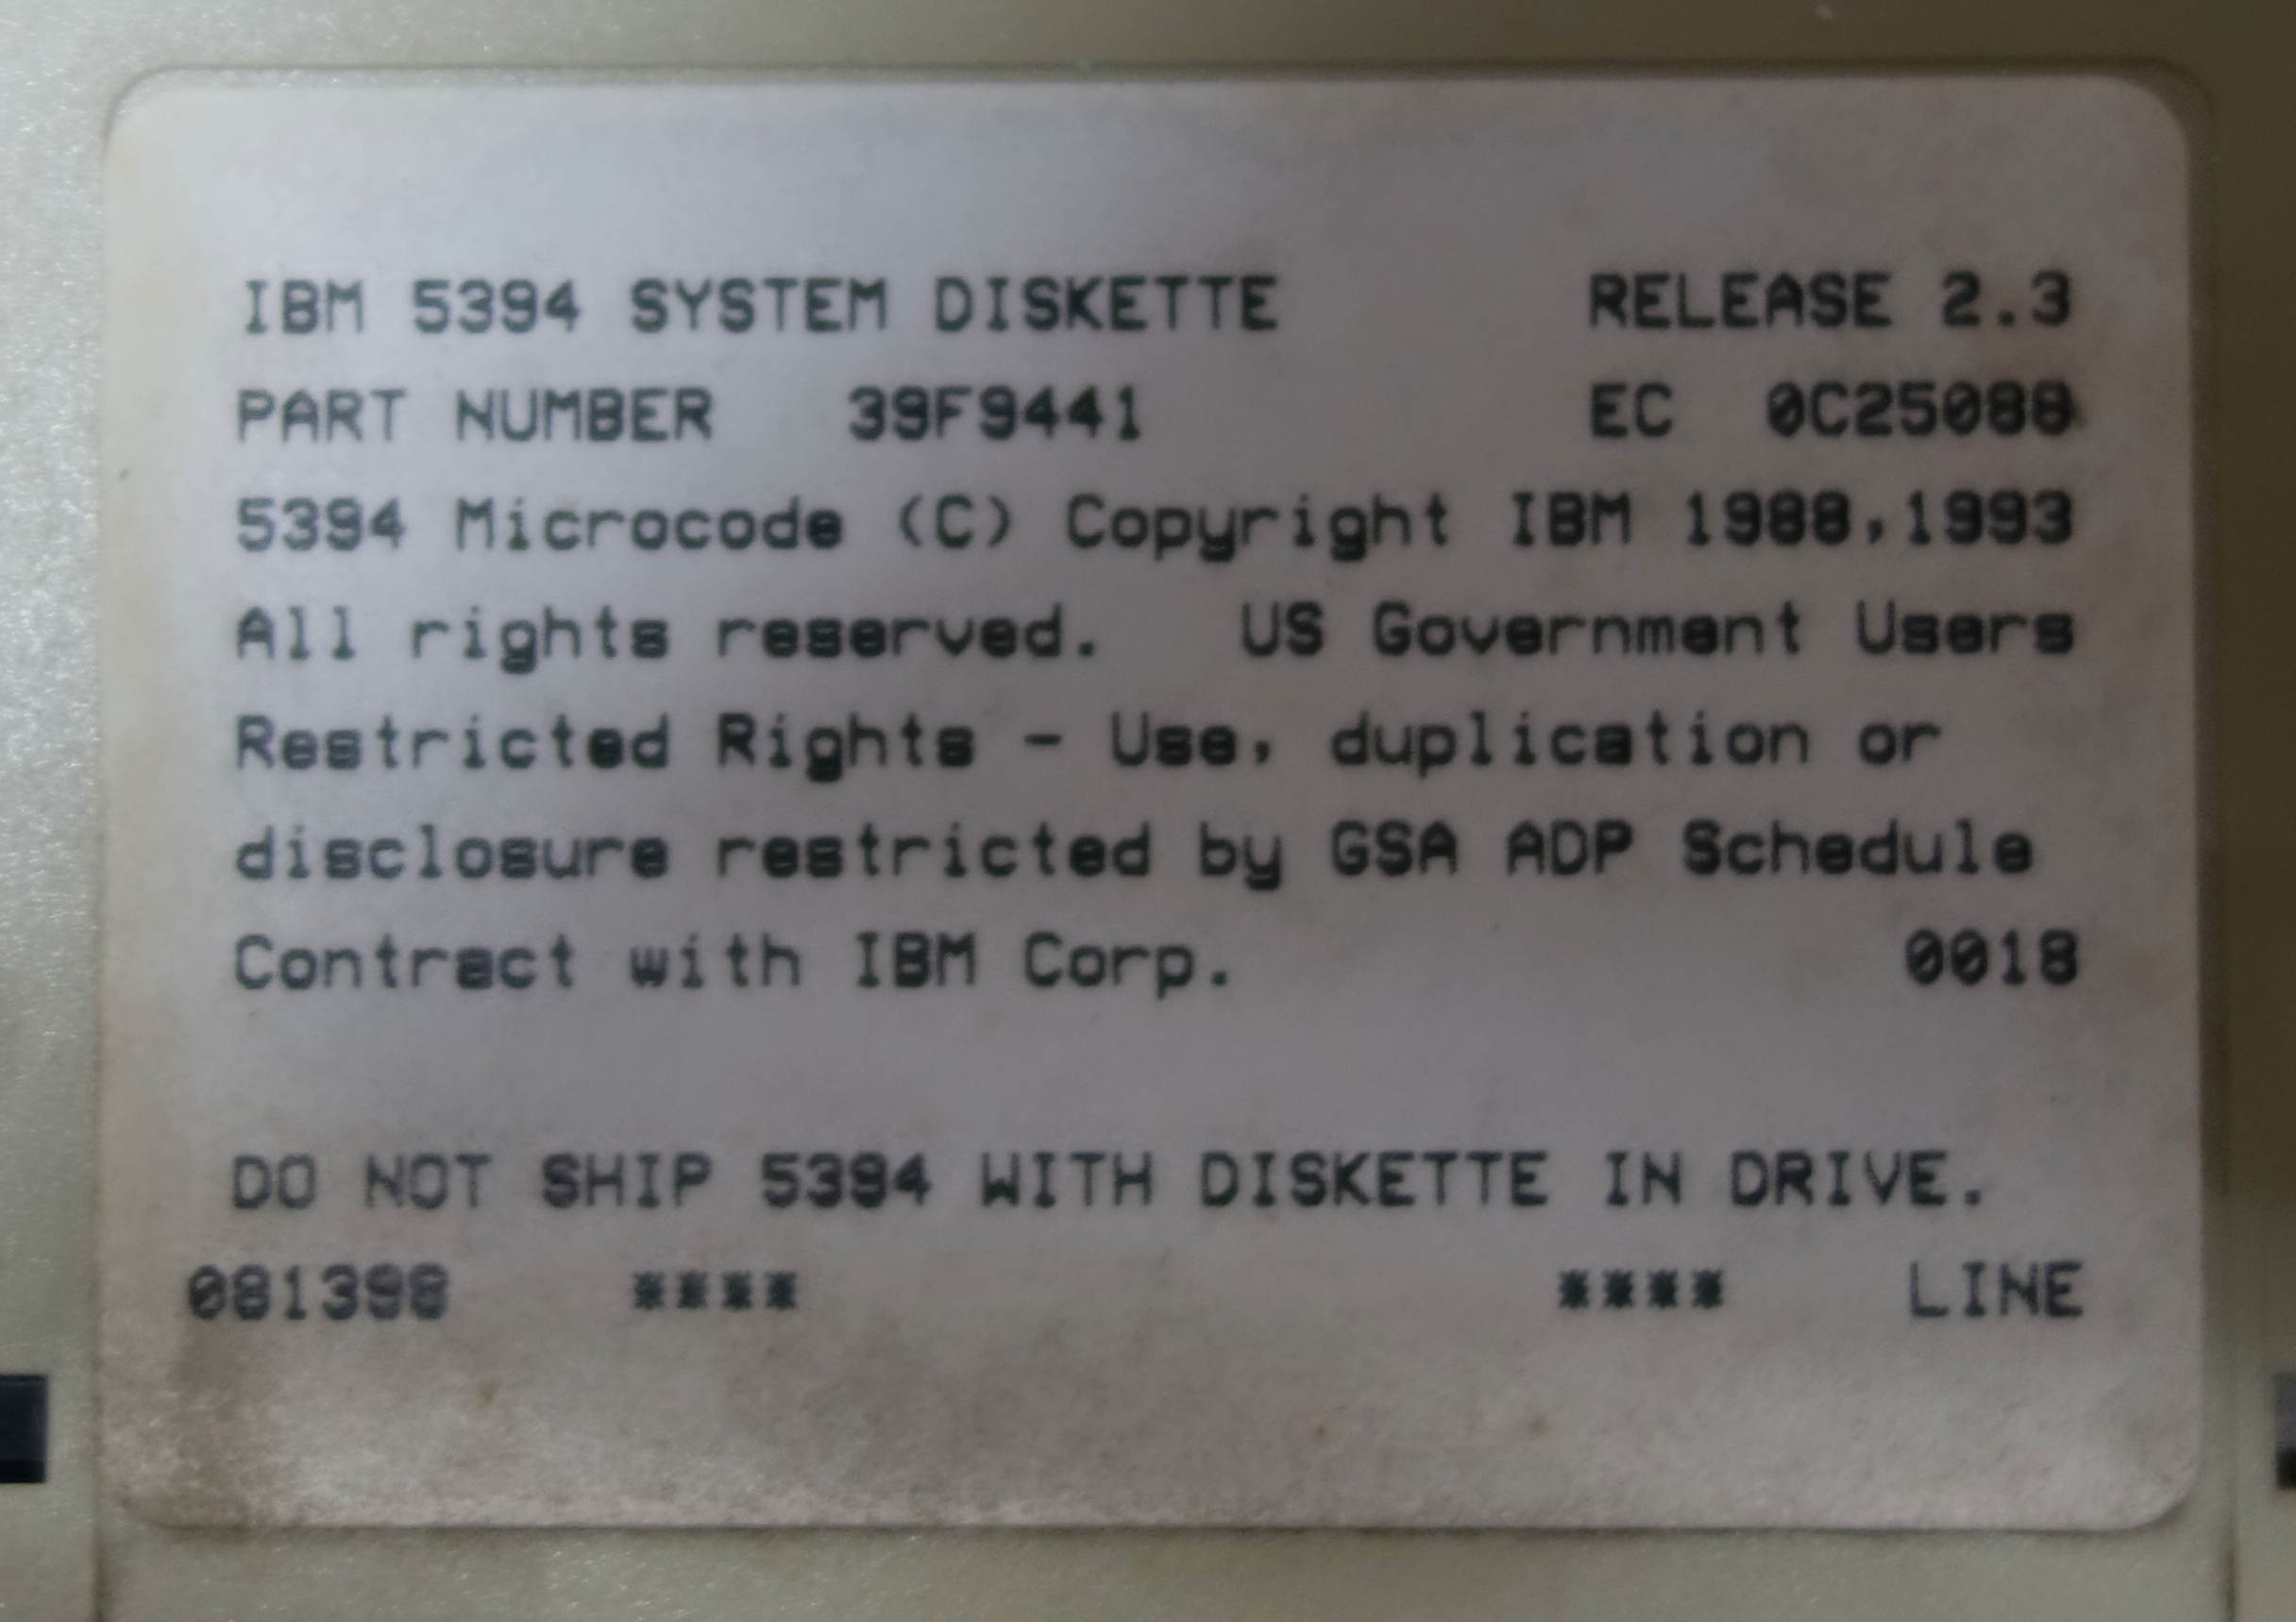 IBM 5394 SYSTEM DISKETTE RELEASE 2.3
PART NUMBER 39F9441 EC 0C25088
5394 Microcode (C) Copyright IBM 1988,1993
All rights reserved. US Government Users
Restricted Rights - Use, duplication or
disclosure restricted by GSA ADP Schedule
Contract with IBM Corp. 0018
DO NOT SHIP 5394 WITH DISKETTE IN DRIVE.
081398 **** **** LINE